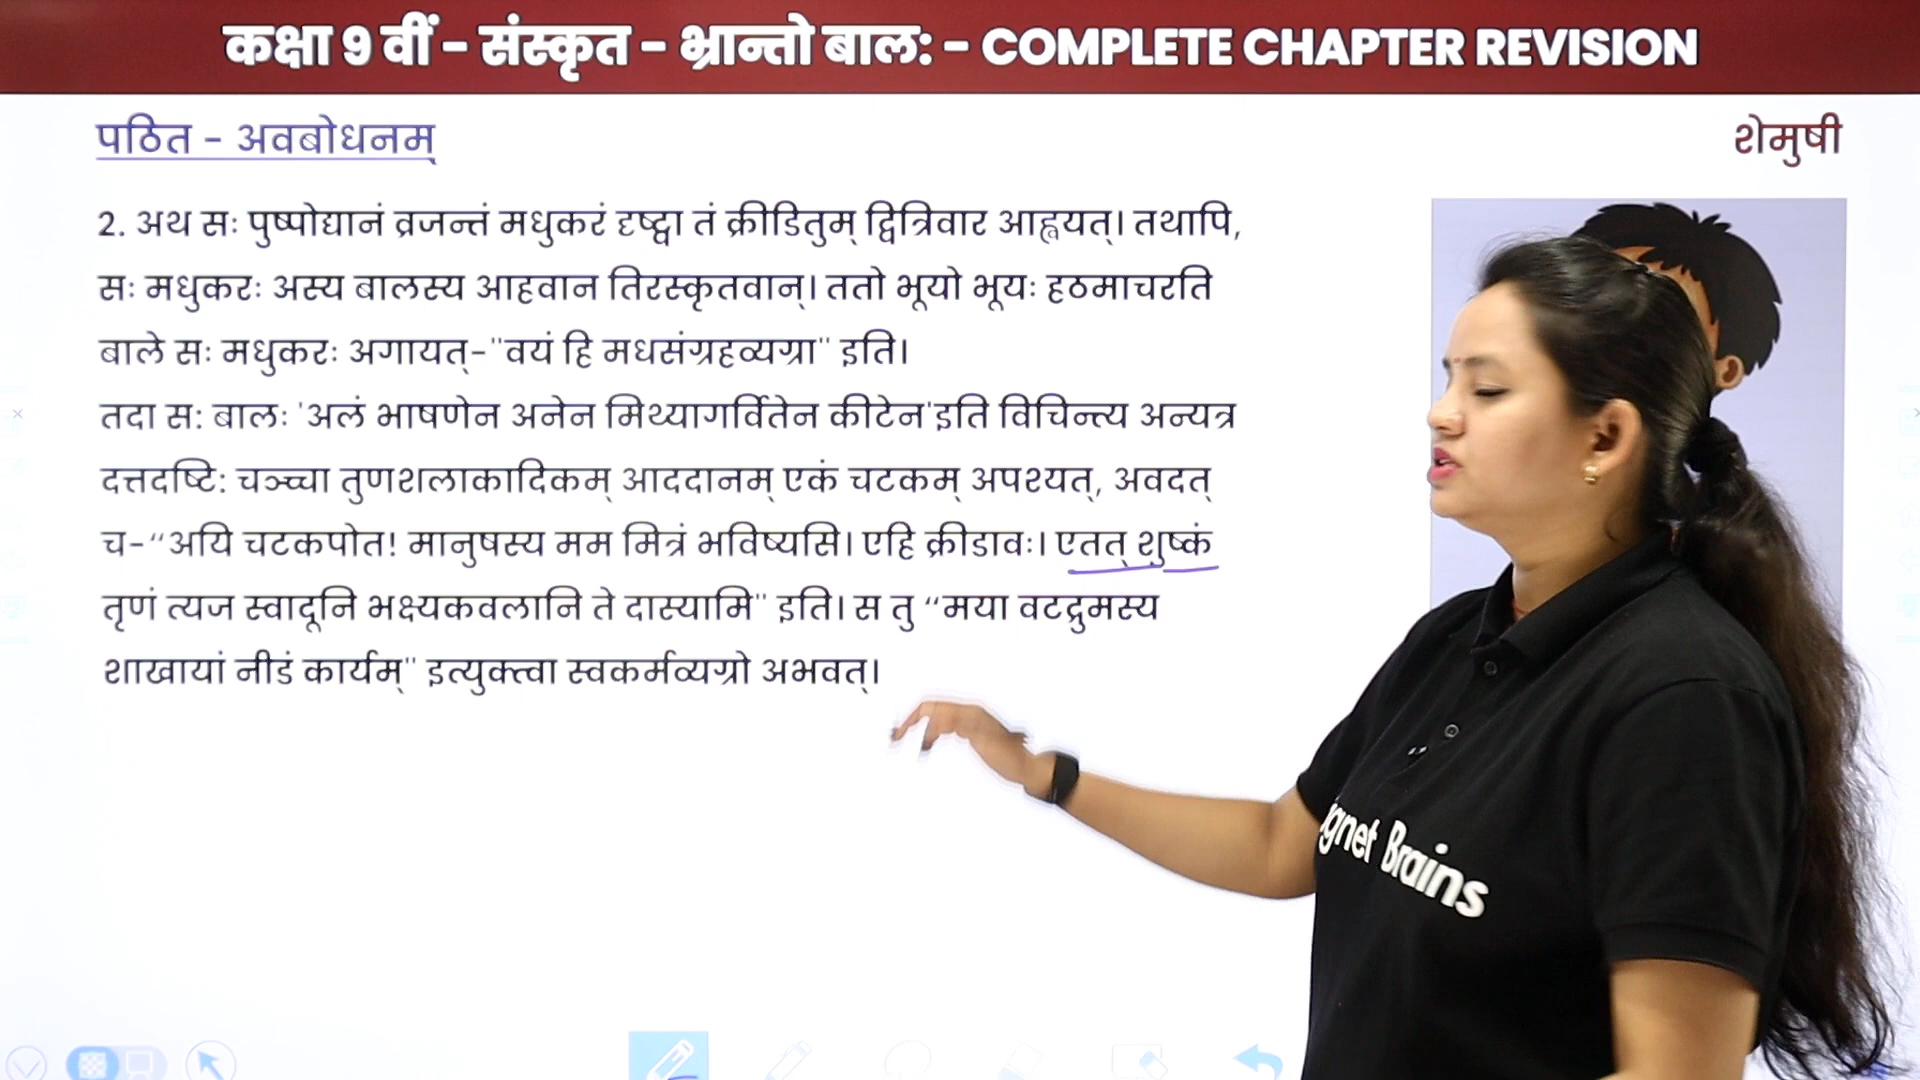 कक्षा 9 वीं - संस्कृत - भ्रान्तो बाल: - COMPLETE CHAPTER REVISION
पठित - अवबोधनम्
शेमुषी
2. अथ सः पुष्पोद्यानं व्रजन्तं मधुकरं दृष्ट्वा तं क्रीडितुम् द्वित्रिवार आह्वयत्। तथापि,
सः मधुकरः अस्य बालस्य आहवान तिरस्कृतवान्। ततो भूयो भूयः हठमाचरति
बाले सः मधुकरः अगायत्-"वयं हि मधसंग्रहव्यग्रा" इति।
तदा स: बालः 'अलं भाषणेन अनेन मिथ्यागर्वितेन कीटेन'इति विचिन्त्य अन्यत्र
दत्तदष्टि: चञ्च्चा तुणशलाकादिकम् आददानम् एकं चटकम् अपश्यत्, अवदत्
च-“अयि चटकपोत! मानुषस्य मम मित्रं भविष्यसि। एहि क्रीडावः। एतत् शुष्कं
तृणं त्यज स्वादूनि भक्ष्यकवलानि ते दास्यामि" इति। स तु “मया वटद्रुमस्य
शाखायां नीडं कार्यम्" इत्युक्त्वा स्वकर्मव्यग्रो अभवत्।
gnet Brains